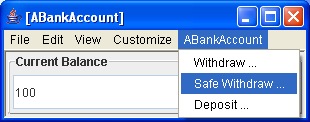 [ABankAccount]
File Edit View Customize ABankAccount
Current Balance
100
Withdraw ...
Safe Withdraw ...
Deposit ...